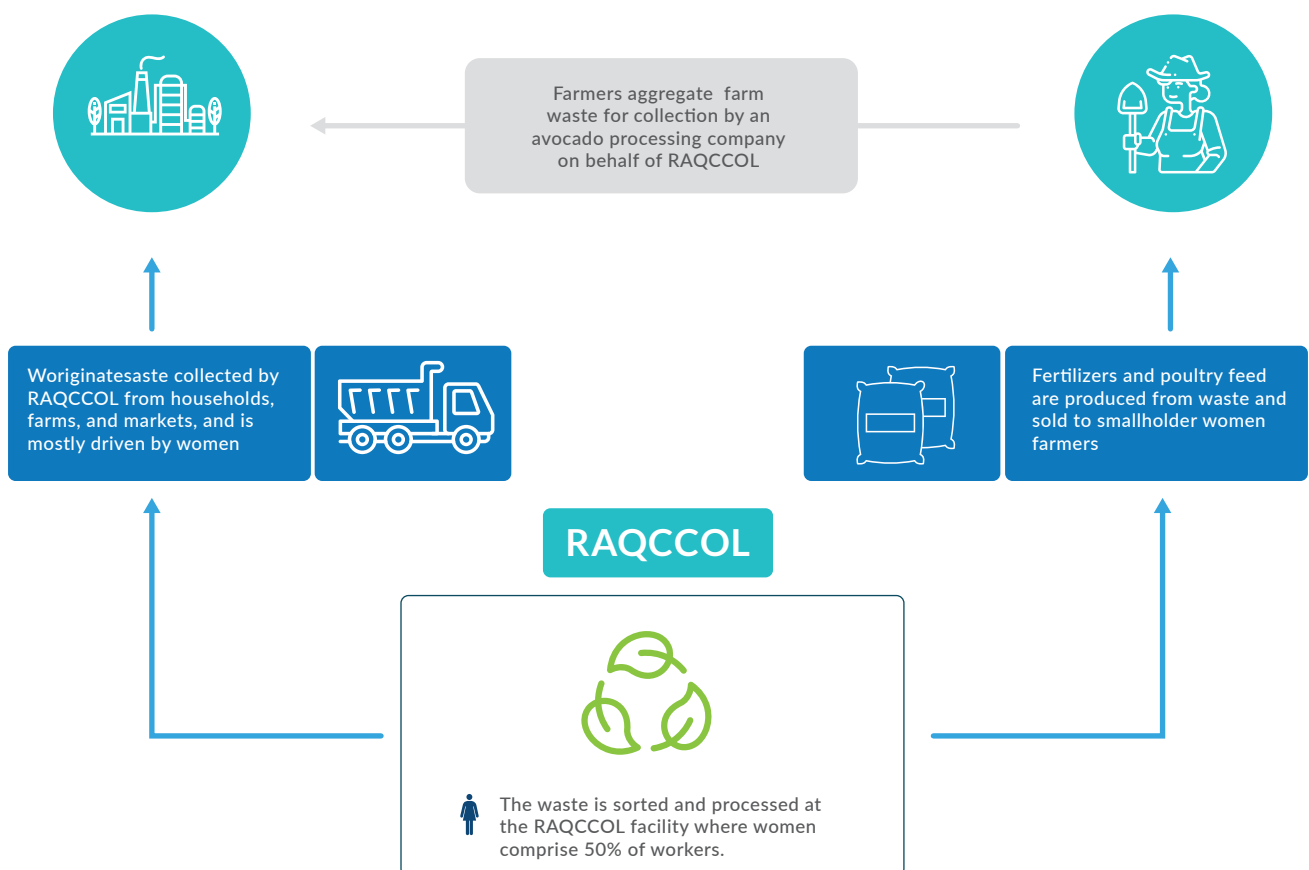 Farmers aggregate farm
waste for collection by an
avocado processing company
on behalf of RAQCCOL
Woriginatesaste collected by
RAQCCOL from households,
farms, and markets, and is
mostly driven by women
Fertilizers and poultry feed
are produced from waste and
sold to smallholder women
farmers
RAQCCOL
The waste is sorted and processed at
the RAQCCOL facility where women
comprise 50% of workers.